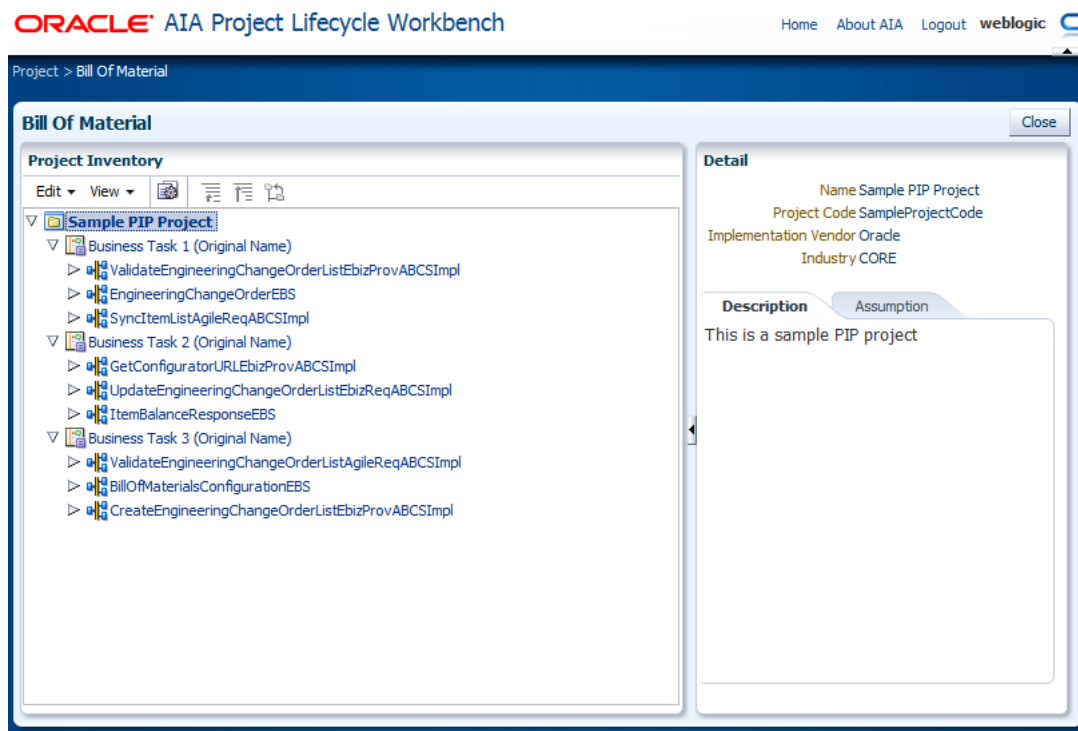 ORACLE AIA Project Lifecycle Workbench
Home About AIA Logout weblogic
Project > Bill Of Material
Bill Of Material
Close
Project Inventory
Edit View
Sample PIP Project
Business Task 1 (Original Name)
ValidateEngineeringChangeOrderListEbizProvABCSImpl
EngineeringChangeOrderEBS
SyncItemListAgileReqABCSImpl
Business Task 2 (Original Name)
GetConfiguratorURLEbizProvABCSImpl
UpdateEngineeringChangeOrderListEbizReqABCSImpl
ItemBalanceResponseEBS
Business Task 3 (Original Name)
ValidateEngineeringChangeOrderListAgileReqABCSImpl
BillOfMaterialsConfigurationEBS
CreateEngineeringChangeOrderListEbizProvABCSImpl
Detail
Name Sample PIP Project
Project Code SampleProjectCode
Implementation Vendor Oracle
Industry CORE
Description Assumption
This is a sample PIP project